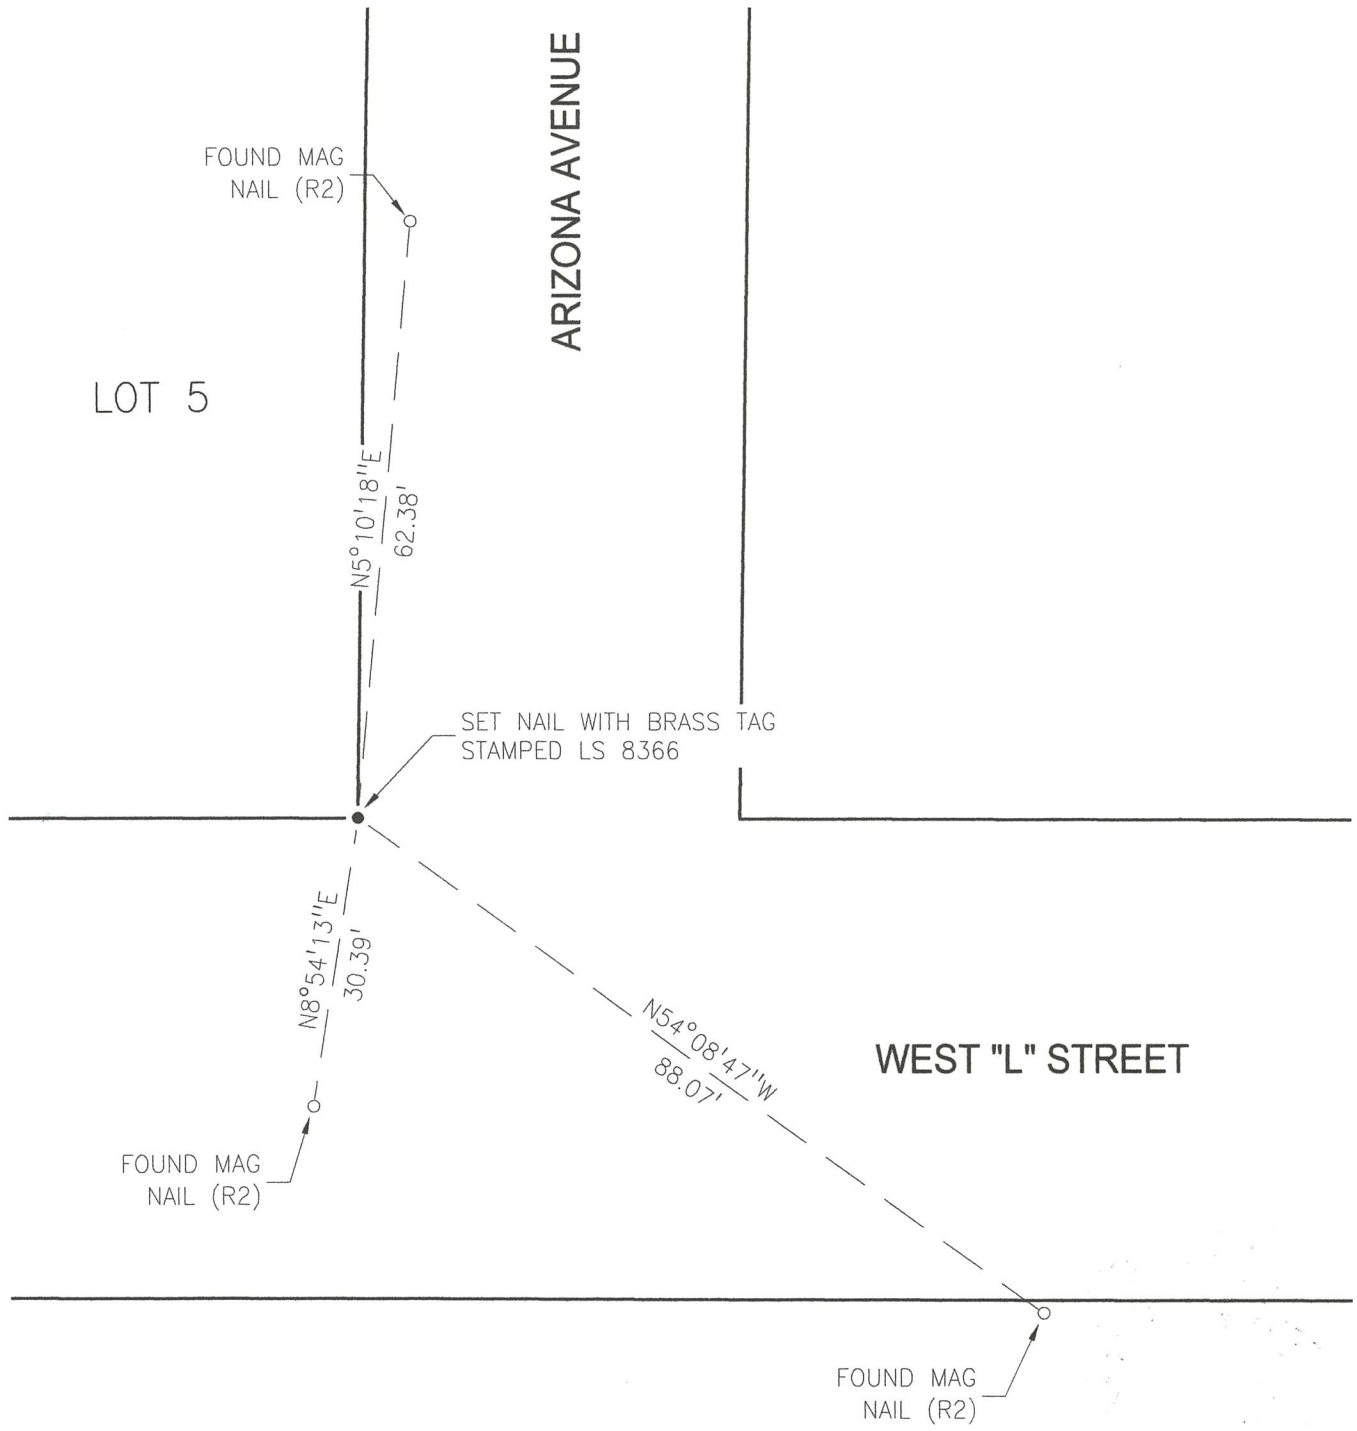 ARIZONA AVENUE
FOUND MAG
NAIL (R2)
LOT 5
N5°10'18"E
62.38'
SET NAIL WITH BRASS TAG
STAMPED LS 8366
N8°54'13"E
30.39'
N54°08'47"W
88.07'
WEST "L" STREET
FOUND MAG
NAIL (R2)
FOUND MAG
NAIL (R2)